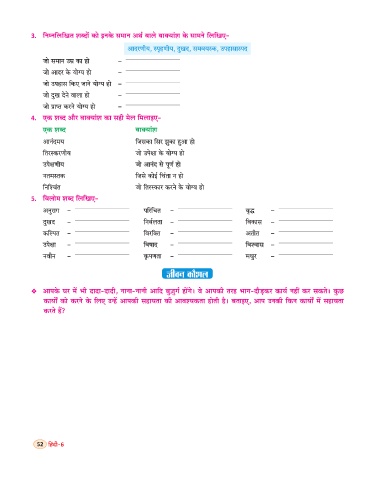 3. निम्नलिखित शब्दों को इनके समान अर्थ वाले वाक्यांश के सामने लिखिए–
आदरणीय, स्पृहणीय, दुखद, समवयस्क, उपहासास्पद
जो समान उम्र का हो –
जो आदर के योग्य हो –
जो उपहास किए जाने योग्य हो –
जो दुख देने वाला हो –
जो प्राप्त करने योग्य हो –
4. एक शब्द और वाक्यांश का सही मेल मिलाइए–
एक शब्द वाक्यांश
आनंदमय जिसका सिर झुका हुआ हो
तिरस्करणीय जो उपेक्षा के योग्य हो
उपेक्षणीय जो आनंद से पूर्ण हो
नतमस्तक जिसे कोई चिंता न हो
निश्चिंत जो तिरस्कार करने के योग्य हो
5. विलोम शब्द लिखिए–
अनुराग – परिचित – वृद्ध –
दुखद – निर्बलता – विकास –
कल्पित – विरक्ति – अतीत –
उपेक्षा – विषाद – विश्वास –
नवीन – कृपणता – मधुर –
जीवन कौशल
❖ आपके घर में भी दादा-दादी, नाना-नानी आदि बुजुर्ग होंगे। वे आपकी तरह भाग-दौड़कर कार्य नहीं कर सकते। कुछ
कार्यों को करने के लिए उन्हें आपकी सहायता की आवश्यकता होती है। बताइए, आप उनकी किन कार्यों में सहायता
करते हैं?
52 हिन्दी-6